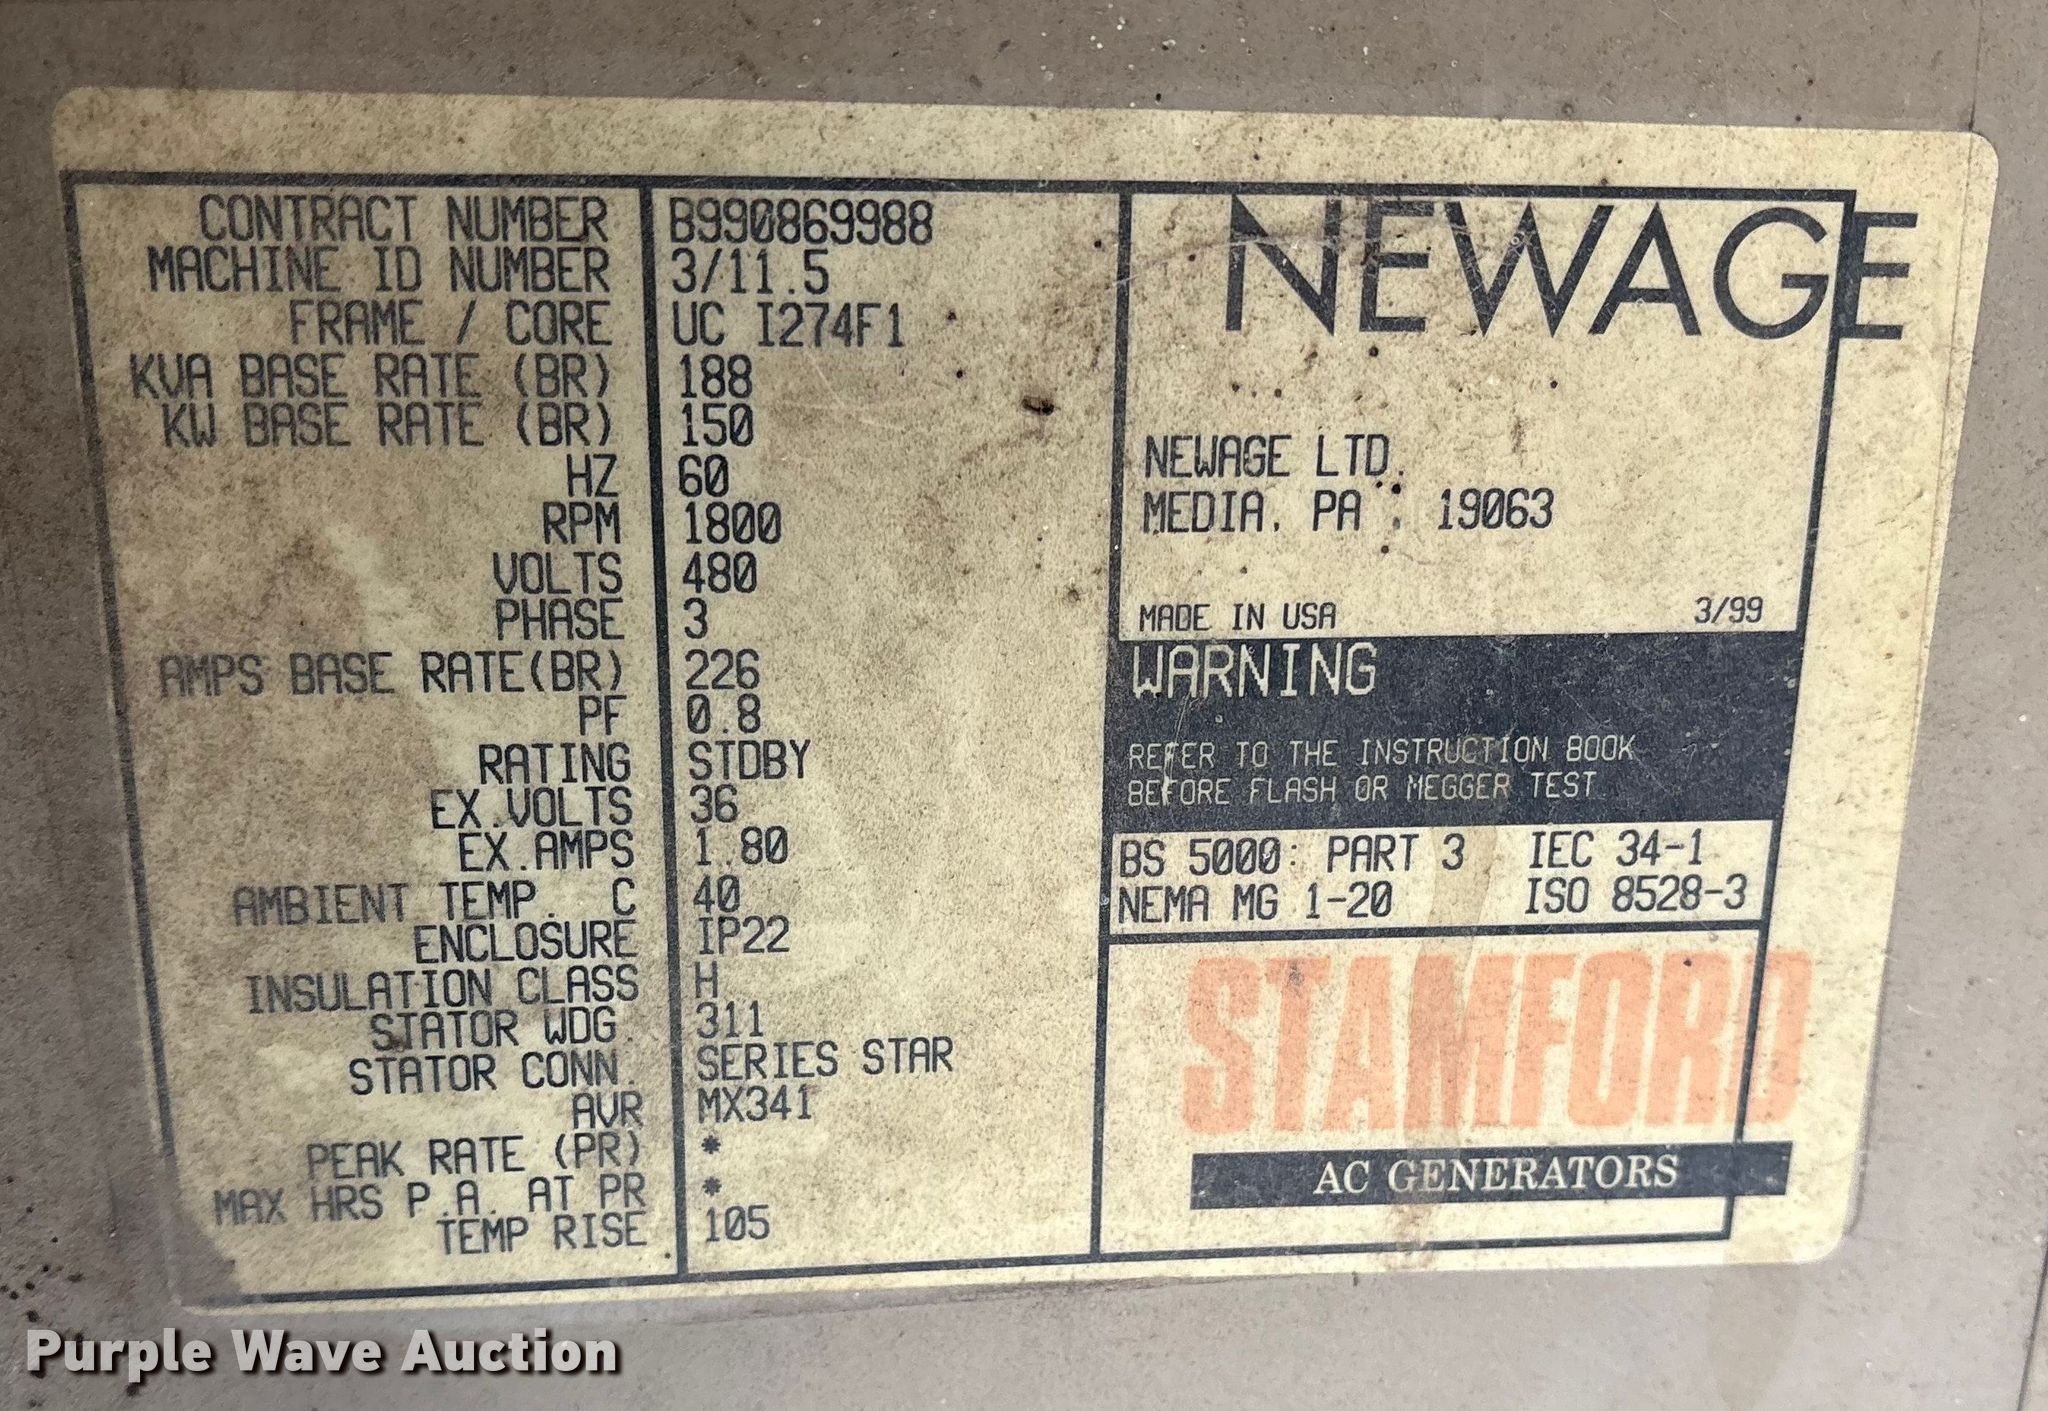 CONTRACT NUMBER B990869988
MACHINE ID NUMBER 3/11.5
FRAME / CORE UC I274F1
KVA BASE RATE (BR) 188
KW BASE RATE (BR) 150
HZ 60
RPM 1800
VOLTS 480
PHASE 3
AMPS BASE RATE(BR) 226
PF 0.8
RATING STDBY
EX.VOLTS 36
EX.AMPS 1.80
AMBIENT TEMP. C 40
ENCLOSURE IP22
INSULATION CLASS H
STATOR WDG. 311
STATOR CONN. SERIES STAR
AVR MX341
PEAK RATE (PR) *
MAX HRS P.A. AT PR *
TEMP RISE 105
NEWAGE
NEWAGE LTD.
MEDIA, PA . 19063
MADE IN USA 3/99
WARNING
REFER TO THE INSTRUCTION BOOK
BEFORE FLASH OR MEGGER TEST.
BS 5000: PART 3 IEC 34-1
NEMA MG 1-20 ISO 8528-3
STAMFORD
AC GENERATORS
Purple Wave Auction